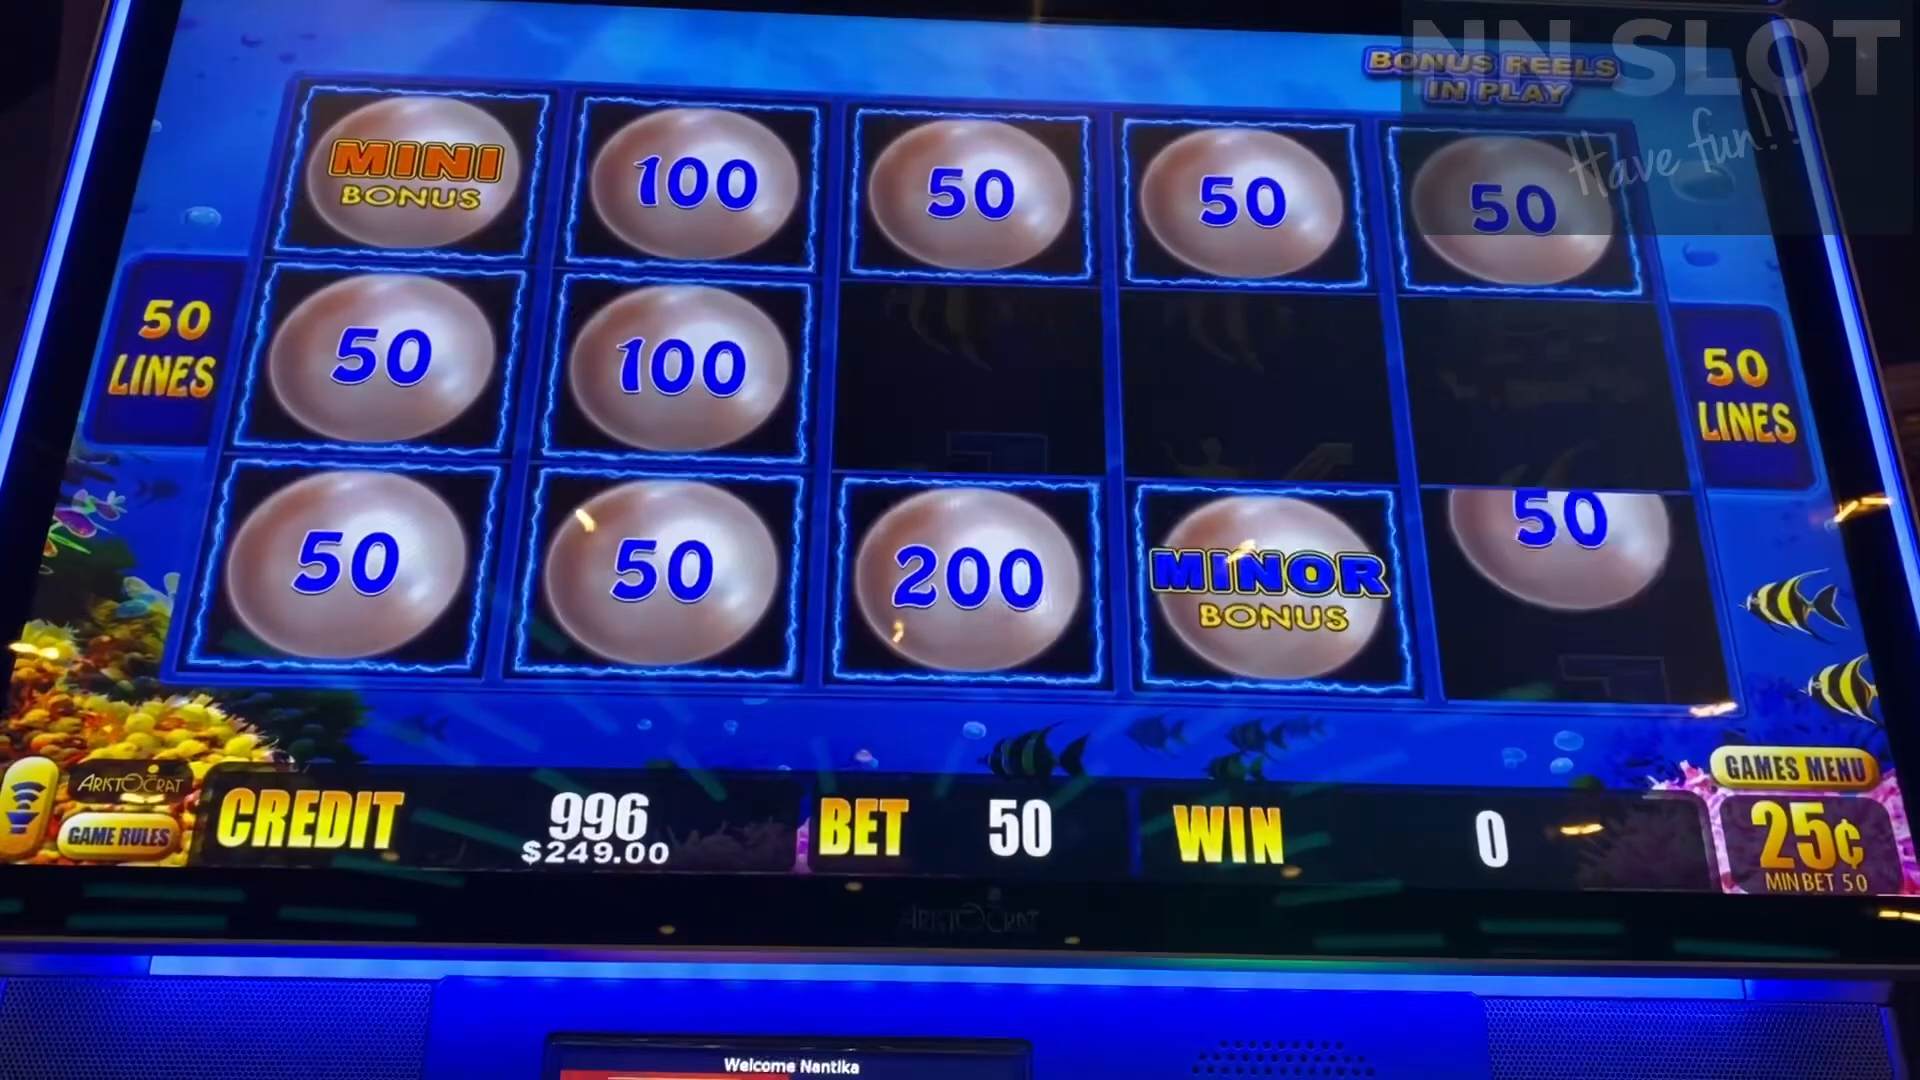 NN SLOT
Have fun!!
BONUS REELS
IN PLAY
MINI
BONUS
100
50
50
50
50
100
50
LINES
50
LINES
50
50
200
MINOR
BONUS
50
ARISTOCRAT
GAME RULES
CREDIT
996
$249.00
BET
50
WIN
0
GAMES MENU
25¢
MIN BET 50
ARISTOCRAT
Welcome Nantika